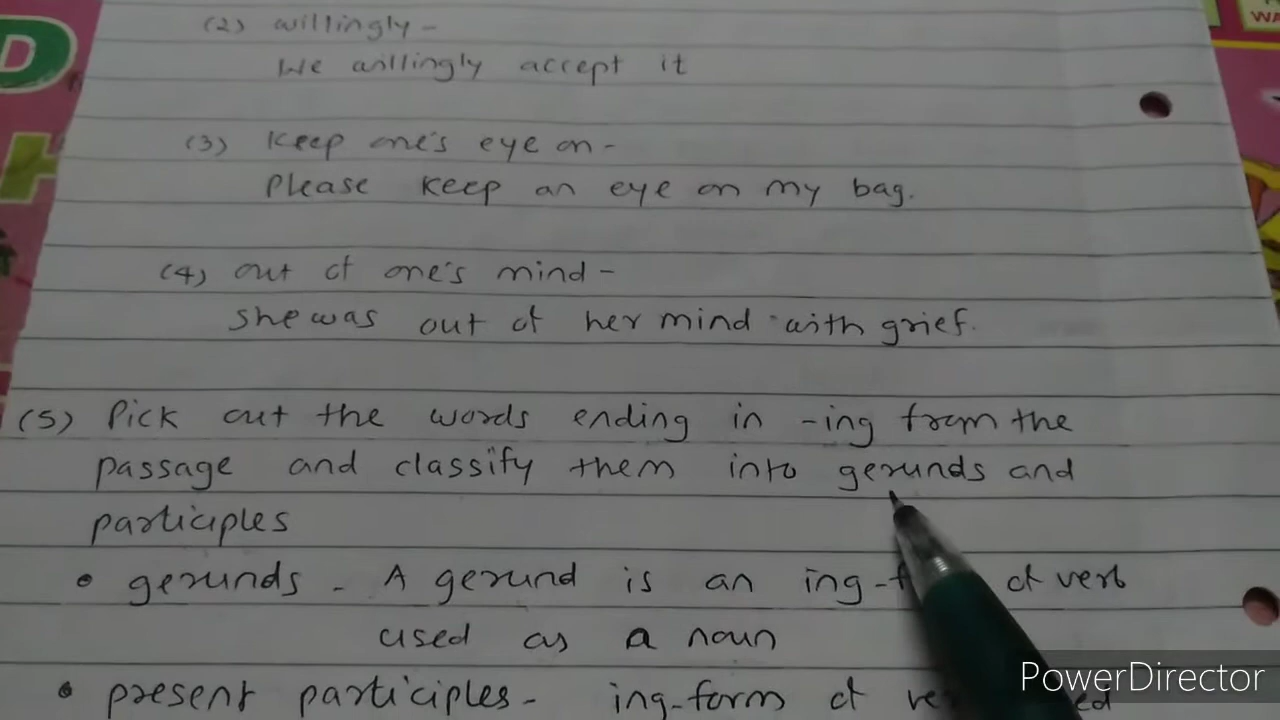 (2) willingly -
We willingly accept it
(3) Keep one's eye on -
Please keep an eye on my bag.
(4) out of one's mind -
She was out of her mind with grief.
(5) Pick out the words ending in -ing from the
passage and classify them into gerunds and
participles
• gerunds - A gerund is an ing- of verb
used as a noun
• present participles - ing-form of
PowerDirector
D
WA